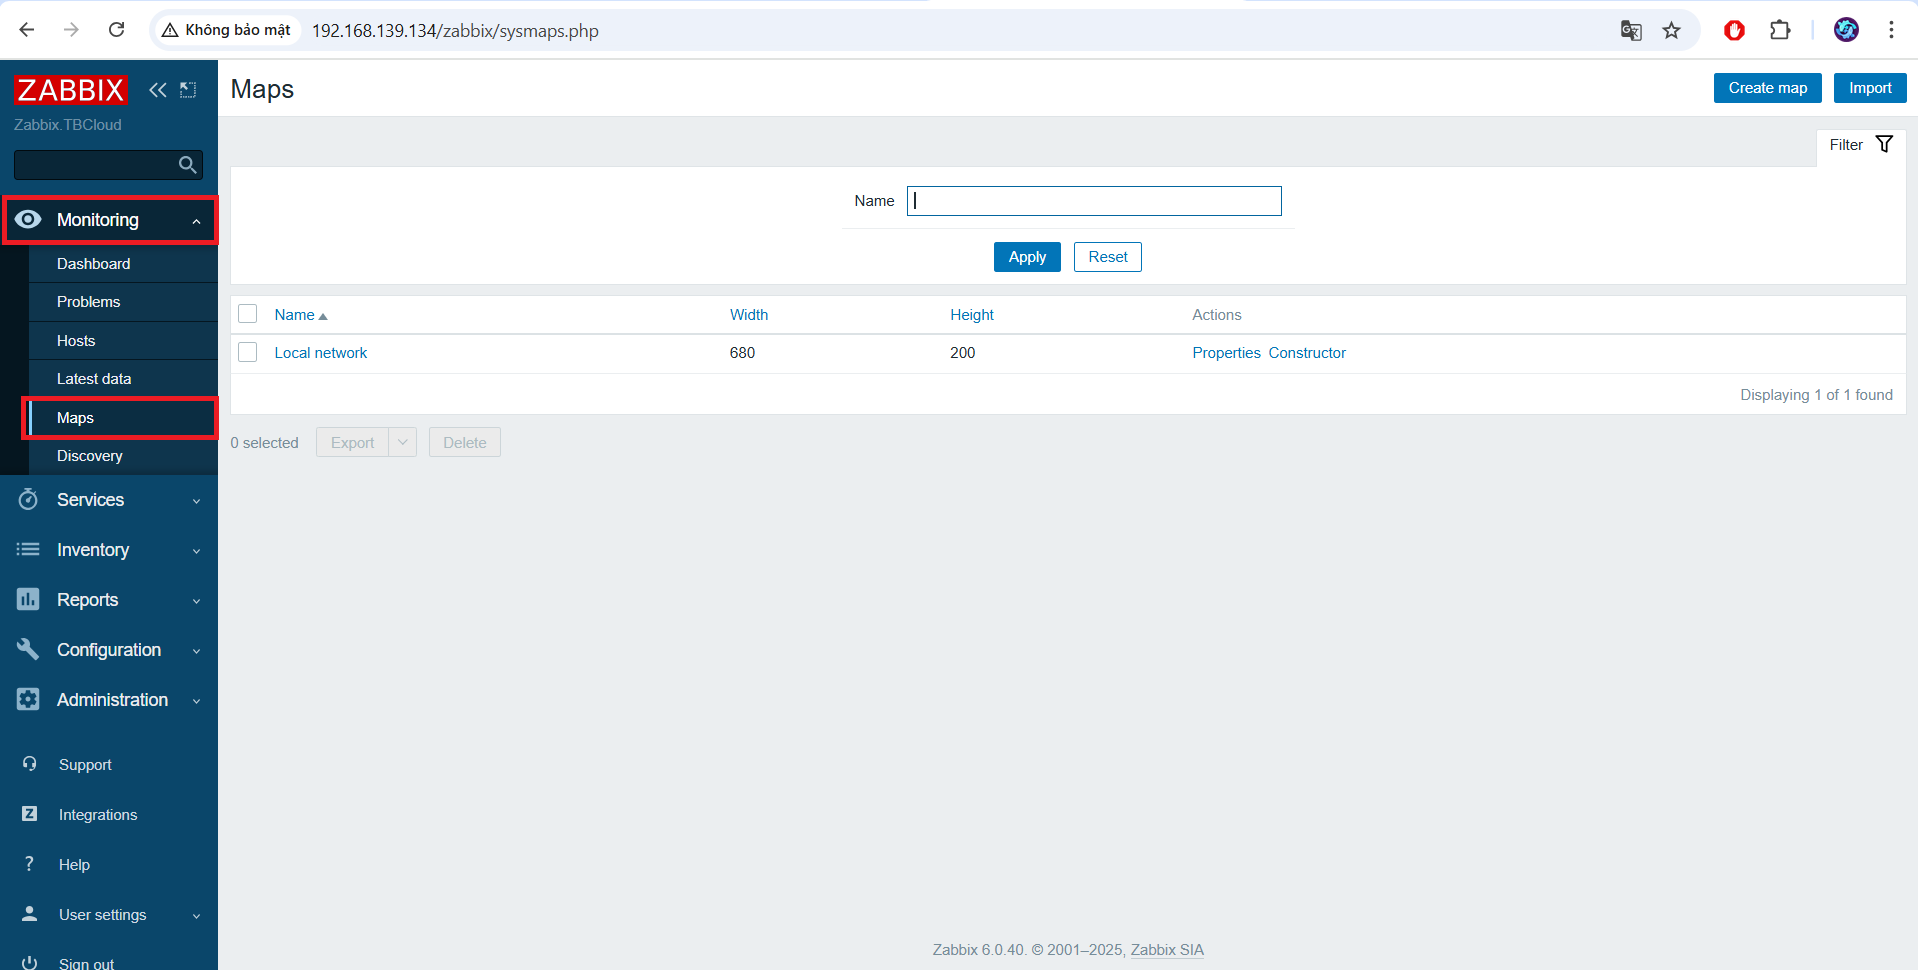 Không bảo mật 192.168.139.134/zabbix/sysmaps.php
ZABBIX
Zabbix.TBCloud
Monitoring
Dashboard
Problems
Hosts
Latest data
Maps
Discovery
Services
Inventory
Reports
Configuration
Administration
Support
Z Integrations
? Help
User settings
Sign out
Maps
Create map Import
Filter
Name
Apply Reset
Name Width Height Actions
Local network 680 200 Properties Constructor
Displaying 1 of 1 found
0 selected Export Delete
Zabbix 6.0.40. © 2001–2025, Zabbix SIA